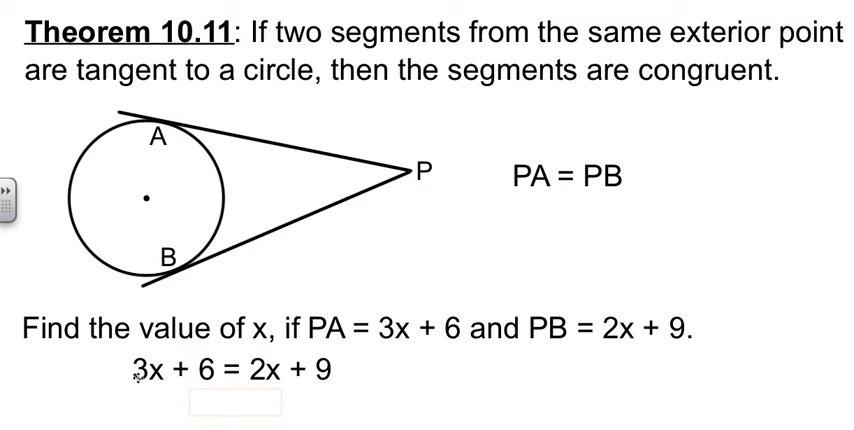 Theorem 10.11: If two segments from the same exterior point
are tangent to a circle, then the segments are congruent.
A
P
PA = PB
B
Find the value of x, if PA = 3x + 6 and PB = 2x + 9.
3x + 6 = 2x + 9